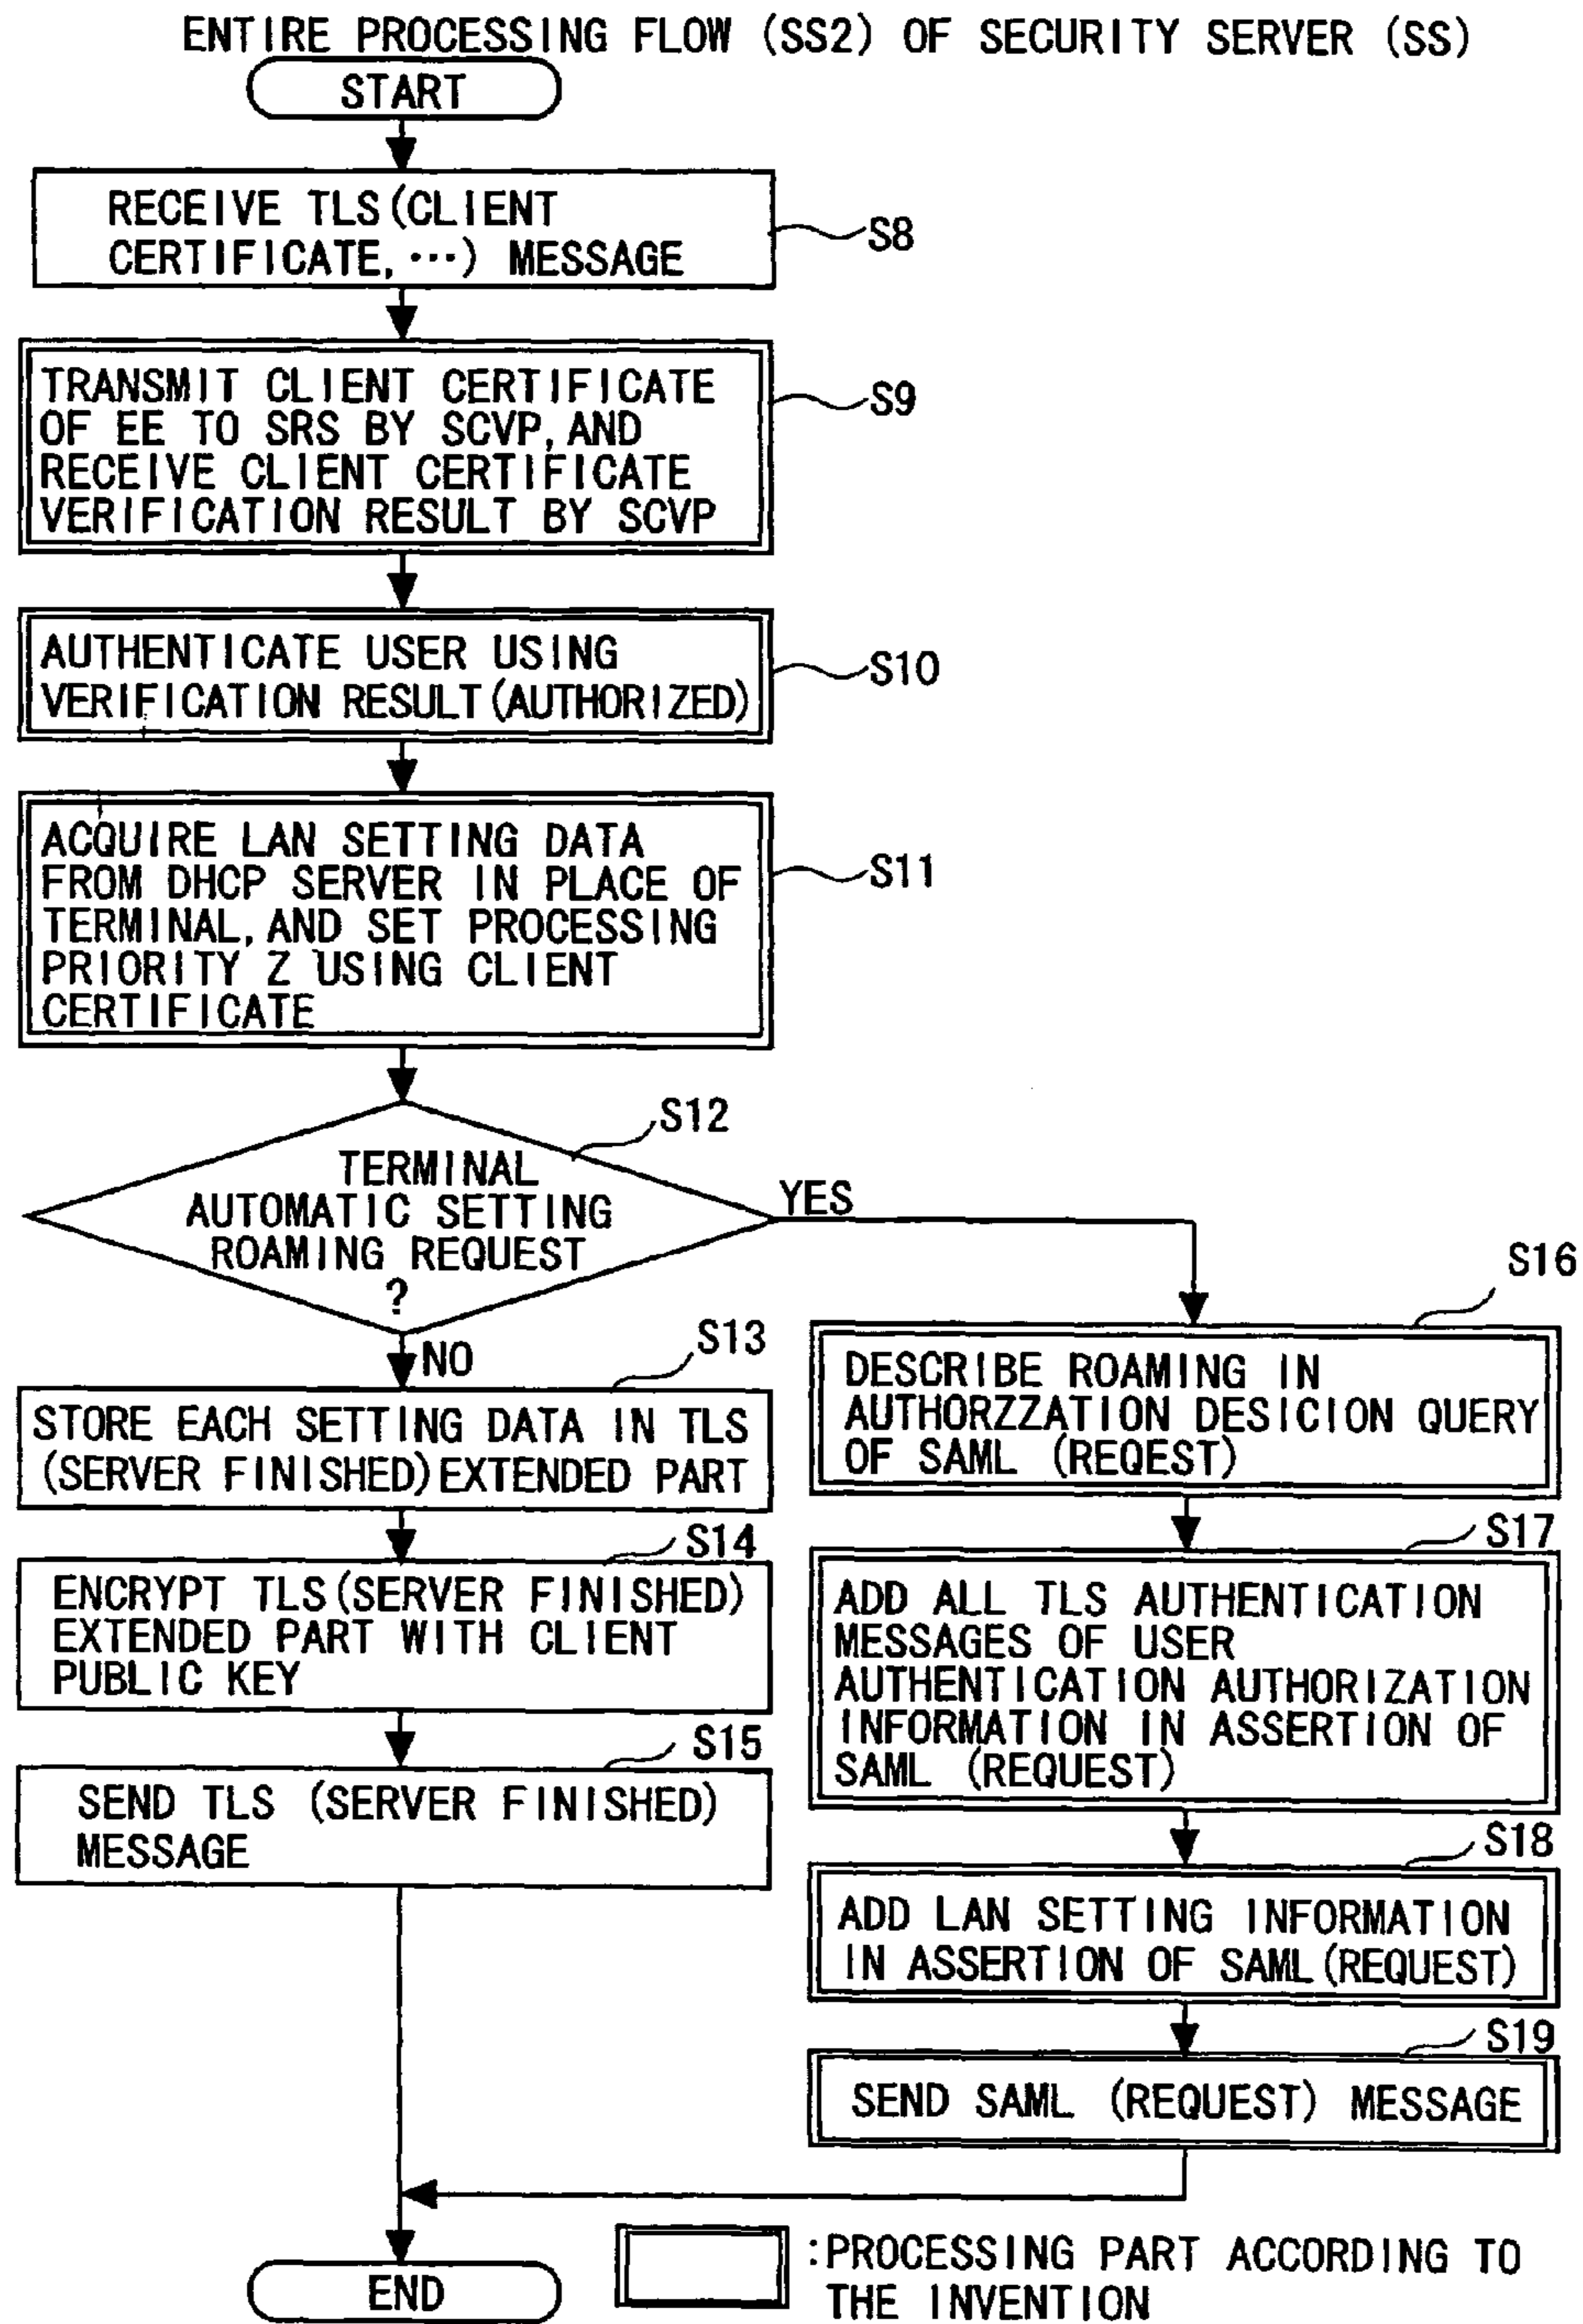 ENTIRE PROCESSING FLOW (SS2) OF SECURITY SERVER (SS)
START
RECEIVE TLS(CLIENT
CERTIFICATE, ···) MESSAGE
S8
TRANSMIT CLIENT CERTIFICATE
OF EE TO SRS BY SCVP, AND
RECEIVE CLIENT CERTIFICATE
VERIFICATION RESULT BY SCVP
S9
AUTHENTICATE USER USING
VERIFICATION RESULT(AUTHORIZED)
S10
ACQUIRE LAN SETTING DATA
FROM DHCP SERVER IN PLACE OF
TERMINAL, AND SET PROCESSING
PRIORITY Z USING CLIENT
CERTIFICATE
S11
TERMINAL
AUTOMATIC SETTING
ROAMING REQUEST
?
S12
YES
NO
S13
STORE EACH SETTING DATA IN TLS
(SERVER FINISHED) EXTENDED PART
S14
ENCRYPT TLS(SERVER FINISHED)
EXTENDED PART WITH CLIENT
PUBLIC KEY
S15
SEND TLS (SERVER FINISHED)
MESSAGE
S16
DESCRIBE ROAMING IN
AUTHORZZATION DESICION QUERY
OF SAML (REQEST)
S17
ADD ALL TLS AUTHENTICATION
MESSAGES OF USER
AUTHENTICATION AUTHORIZATION
INFORMATION IN ASSERTION OF
SAML (REQUEST)
S18
ADD LAN SETTING INFORMATION
IN ASSERTION OF SAML(REQUEST)
S19
SEND SAML (REQUEST) MESSAGE
END
:PROCESSING PART ACCORDING TO
THE INVENTION